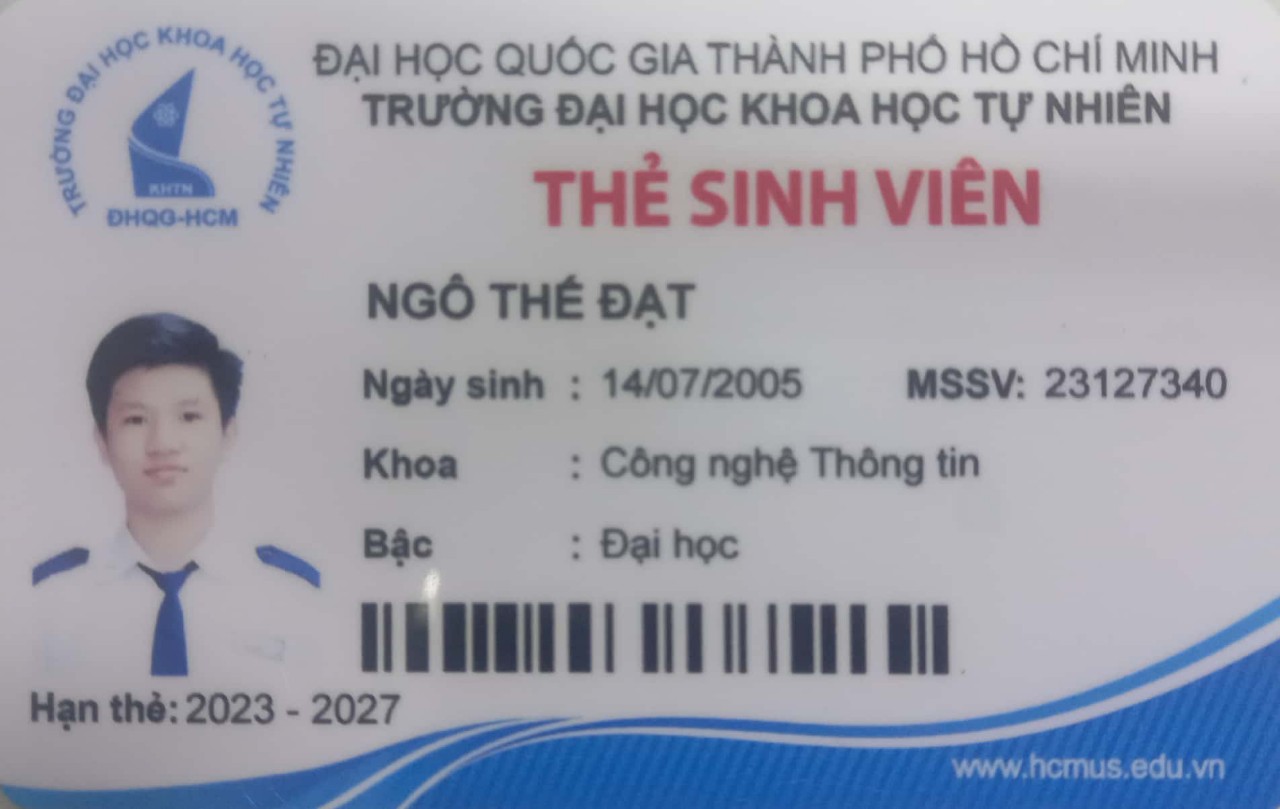 TRƯỜNG ĐẠI HỌC KHOA HỌC TỰ NHIÊN
KHTN
ĐHQG-HCM
ĐẠI HỌC QUỐC GIA THÀNH PHỐ HỒ CHÍ MINH
TRƯỜNG ĐẠI HỌC KHOA HỌC TỰ NHIÊN
THẺ SINH VIÊN
NGÔ THẾ ĐẠT
Ngày sinh : 14/07/2005 MSSV: 23127340
Khoa : Công nghệ Thông tin
Bậc : Đại học
Hạn thẻ: 2023 - 2027
www.hcmus.edu.vn